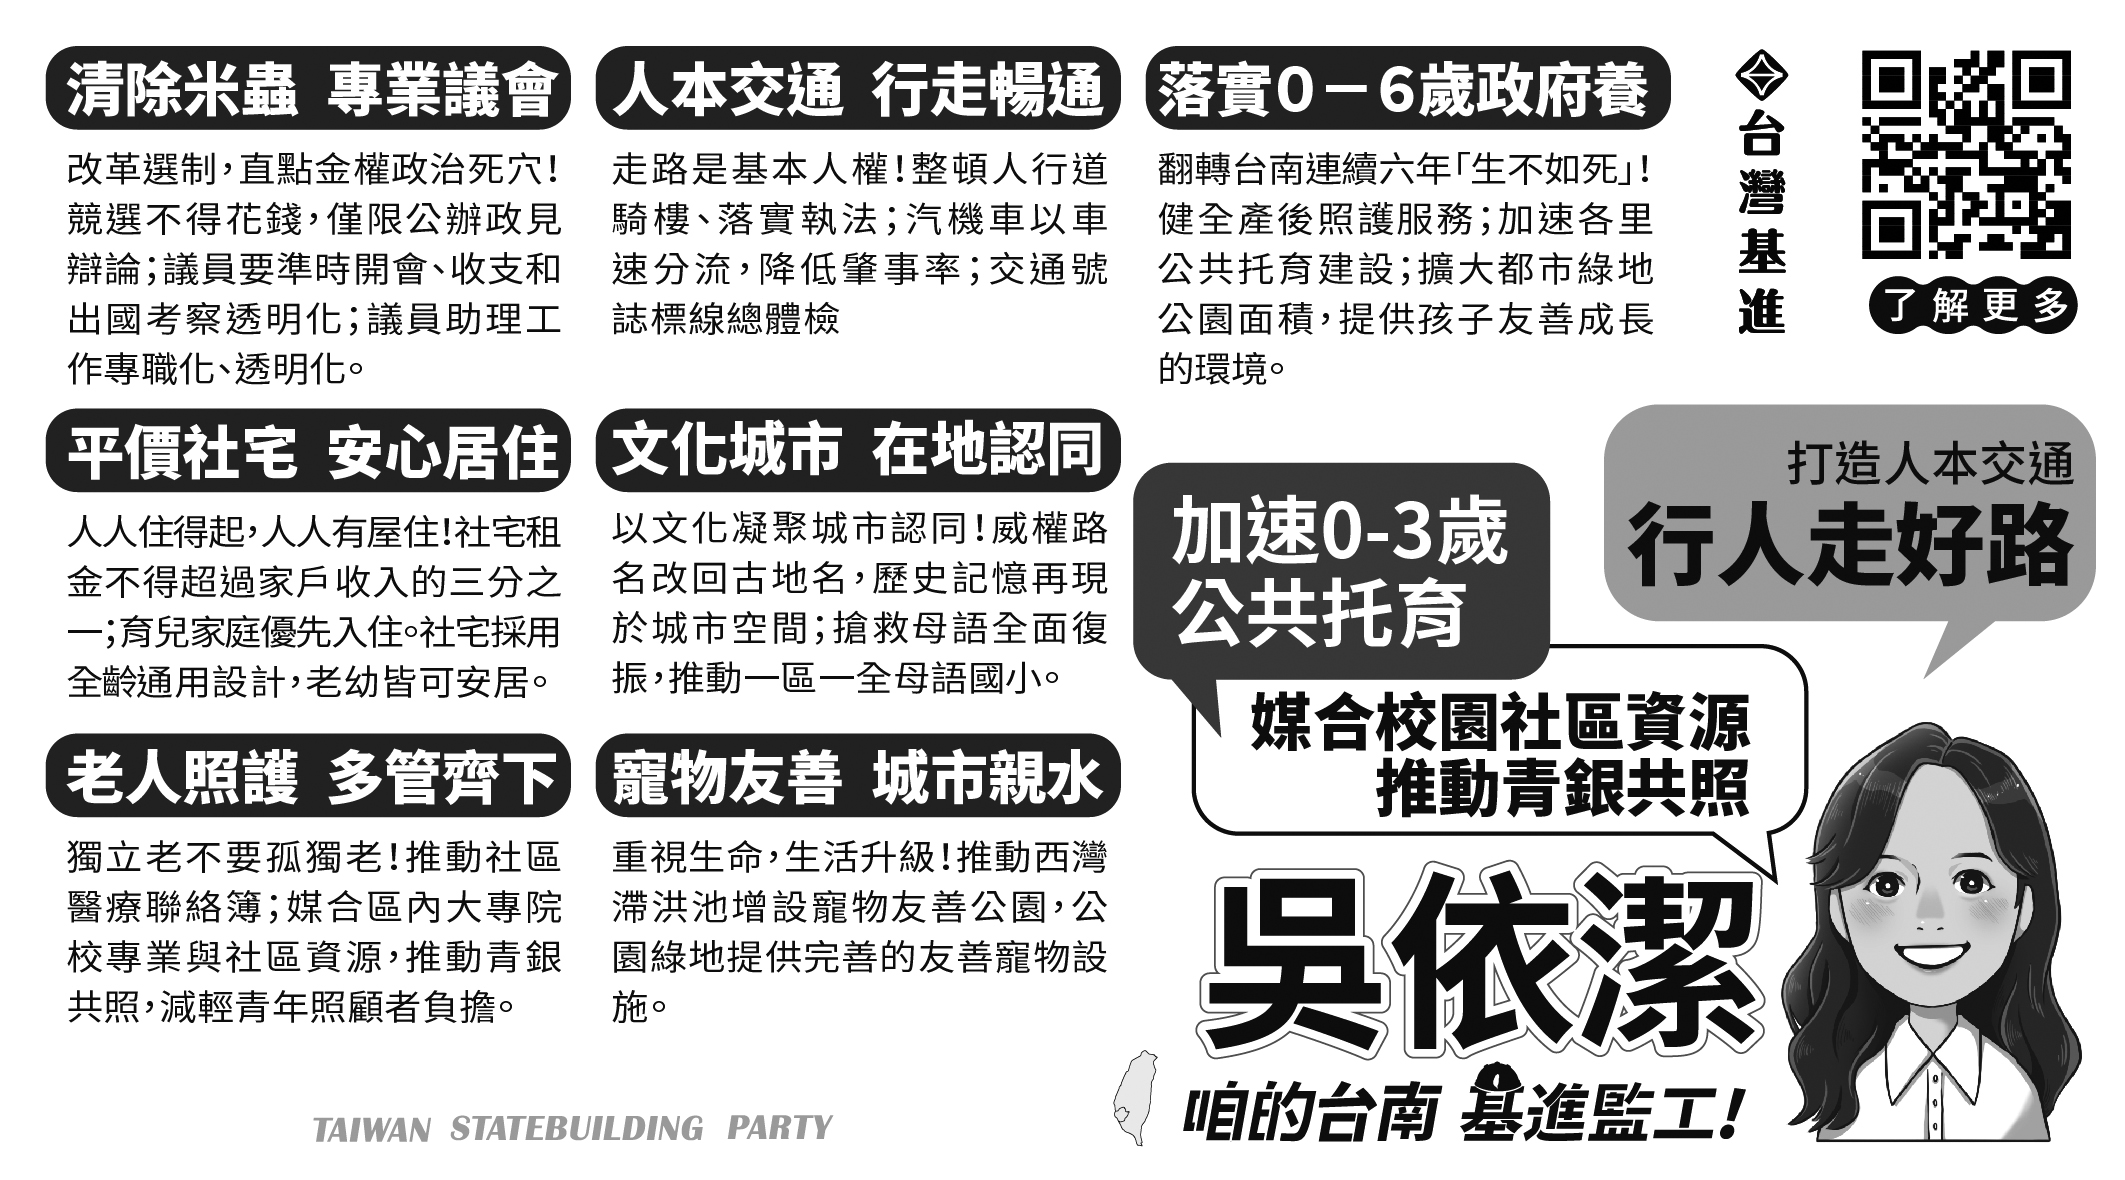 清除米蟲 專業議會
改革選制，直點金權政治死穴！
競選不得花錢，僅限公辦政見
辯論；議員要準時開會、收支和
出國考察透明化；議員助理工
作專職化、透明化。
人本交通 行走暢通
走路是基本人權！整頓人行道
騎樓、落實執法；汽機車以車
速分流，降低肇事率；交通號
誌標線總體檢
落實0－6歲政府養
翻轉台南連續六年「生不如死」！
健全產後照護服務；加速各里
公共托育建設；擴大都市綠地
公園面積，提供孩子友善成長
的環境。
台灣基進
了解更多
平價社宅 安心居住
人人住得起，人人有屋住！社宅租
金不得超過家戶收入的三分之
一；育兒家庭優先入住。社宅採用
全齡通用設計，老幼皆可安居。
文化城市 在地認同
以文化凝聚城市認同！威權路
名改回古地名，歷史記憶再現
於城市空間；搶救母語全面復
振，推動一區一全母語國小。
老人照護 多管齊下
獨立老不要孤獨老！推動社區
醫療聯絡簿；媒合區內大專院
校專業與社區資源，推動青銀
共照，減輕青年照顧者負擔。
寵物友善 城市親水
重視生命，生活升級！推動西灣
滯洪池增設寵物友善公園，公
園綠地提供完善的友善寵物設
施。
打造人本交通
行人走好路
加速0-3歲
公共托育
媒合校園社區資源
推動青銀共照
吳依潔
咱的台南 基進監工！
TAIWAN STATEBUILDING PARTY